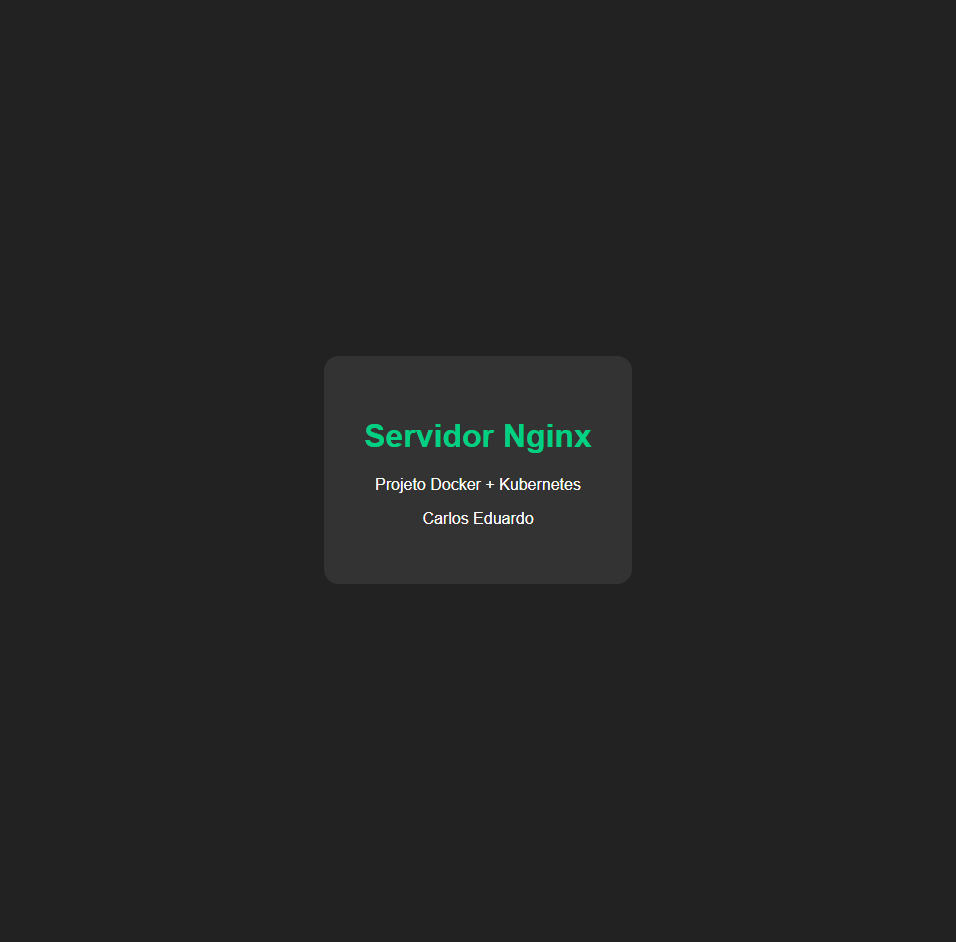 Servidor Nginx
Projeto Docker + Kubernetes
Carlos Eduardo